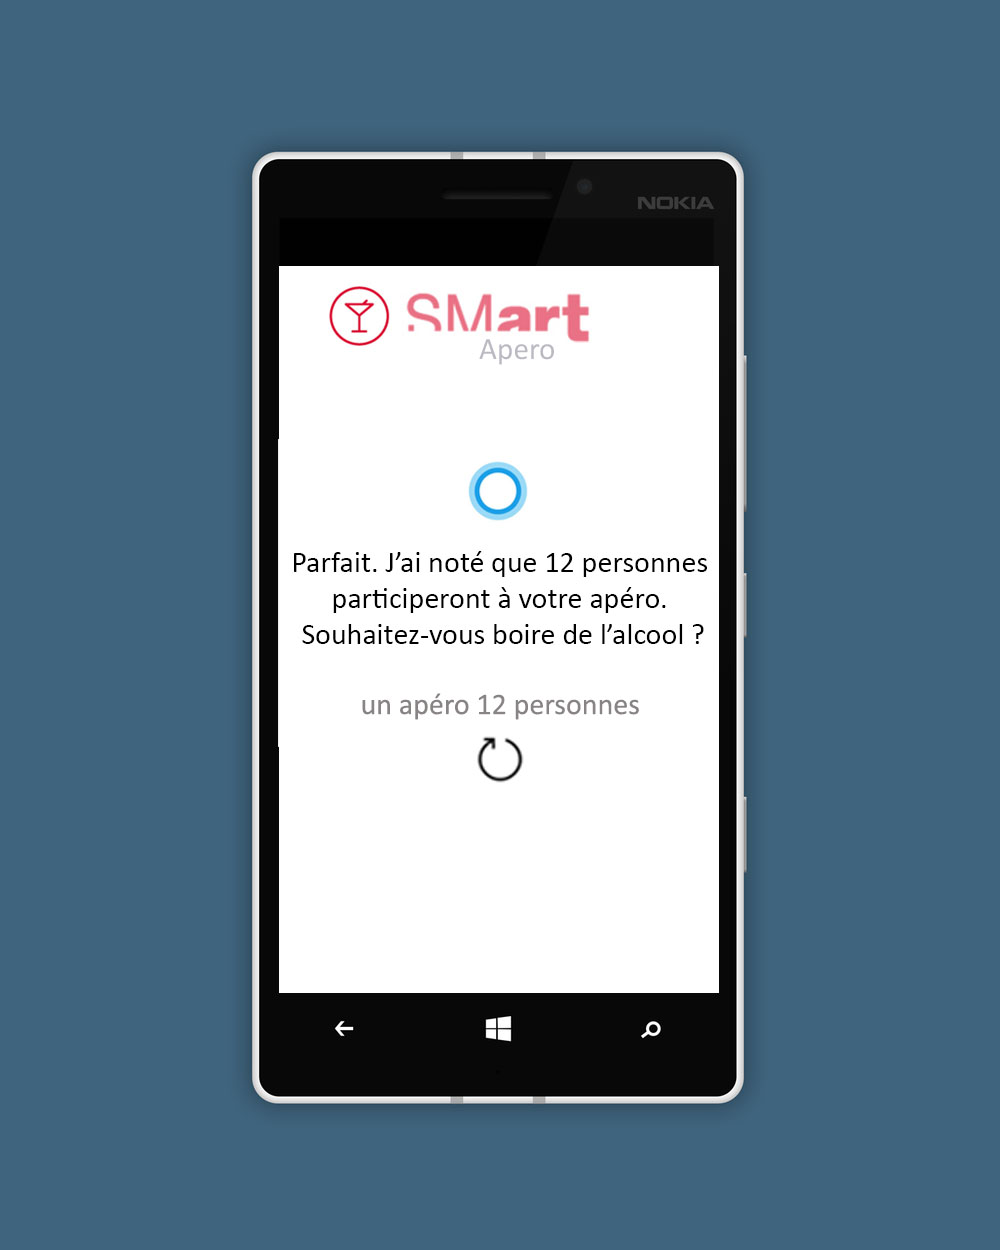 NOKIA
SMart
Apero
Parfait. J’ai noté que 12 personnes
participeront à votre apéro.
Souhaitez-vous boire de l’alcool ?
un apéro 12 personnes